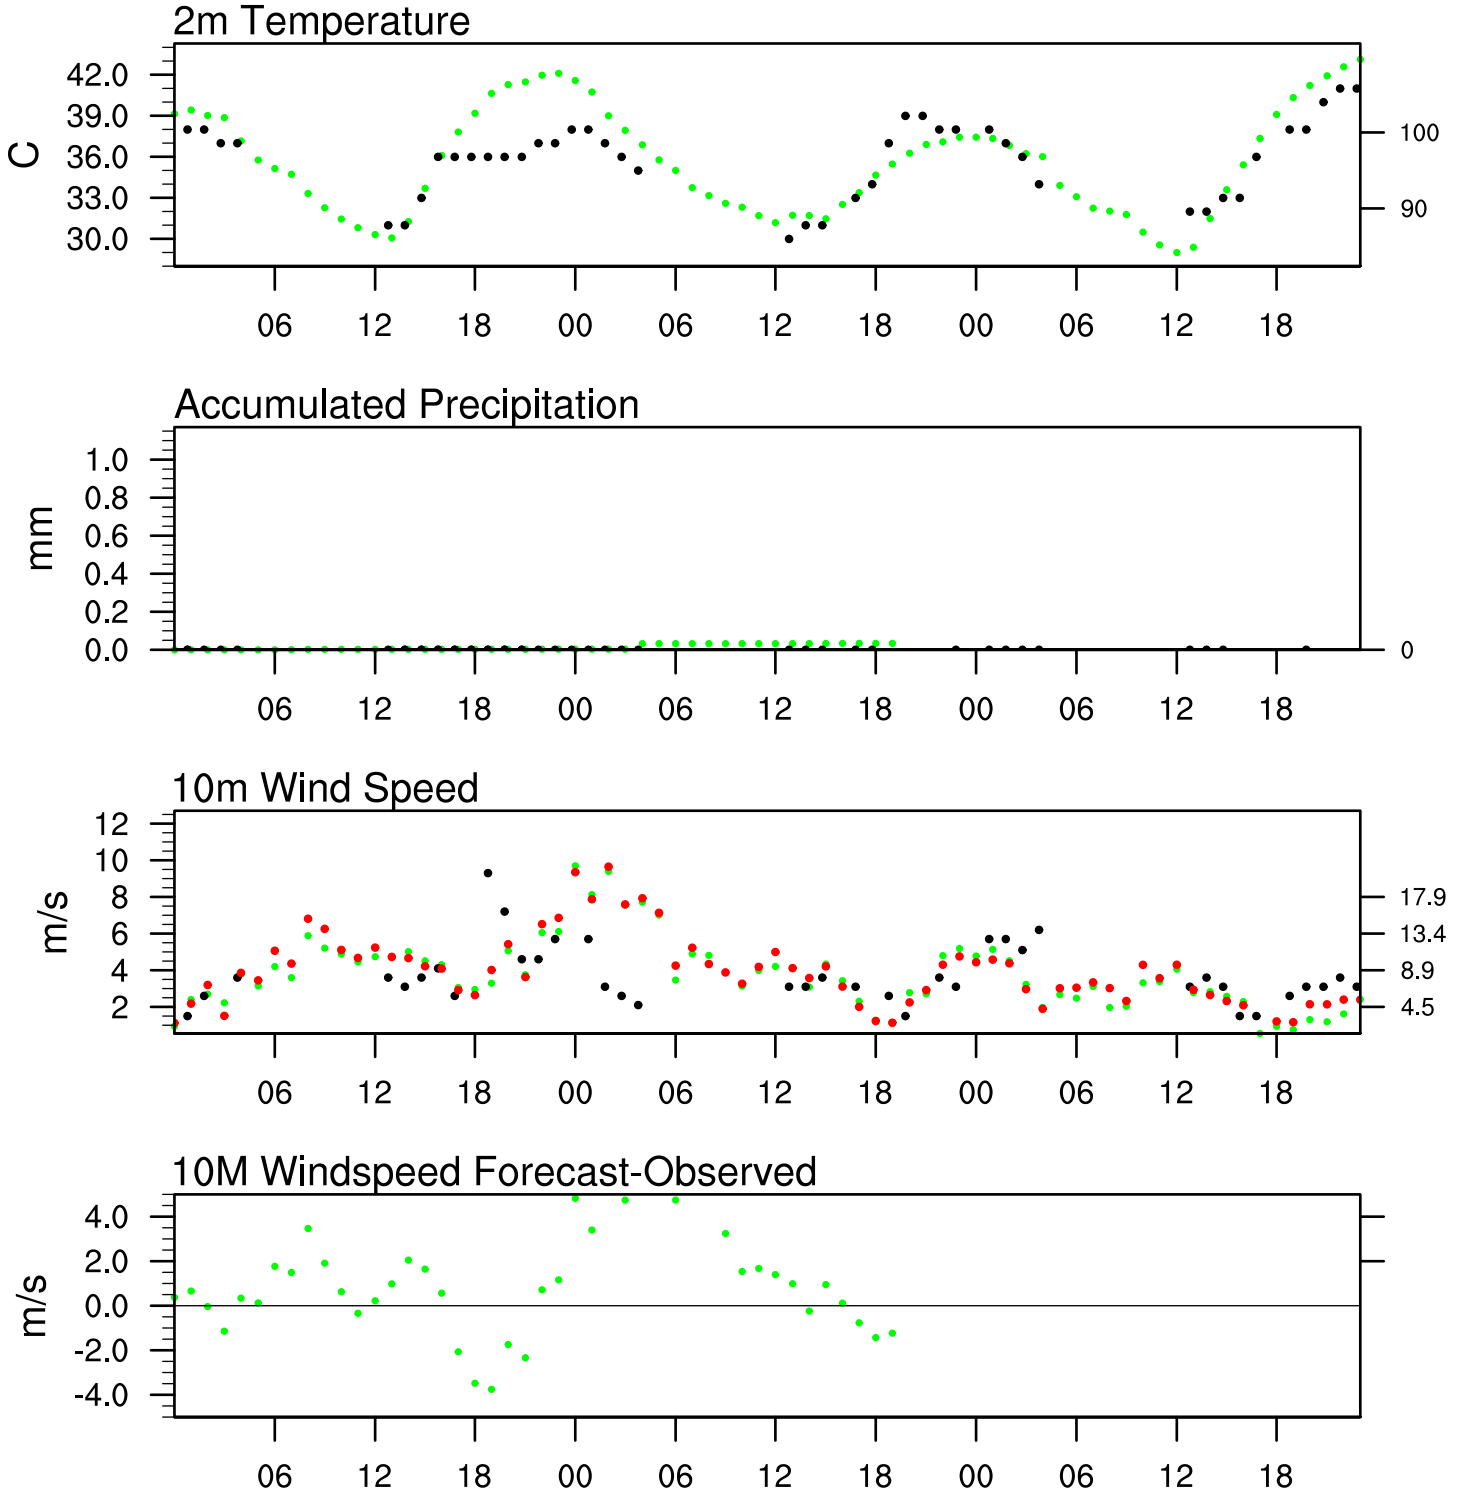 2m Temperature
42.0
39.0
36.0
33.0
30.0
C
100
90
06 12 18 00 06 12 18 00 06 12 18
Accumulated Precipitation
1.0
0.8
0.6
0.4
0.2
0.0
mm
0
06 12 18 00 06 12 18 00 06 12 18
10m Wind Speed
12
10
8
6
4
2
m/s
17.9
13.4
8.9
4.5
06 12 18 00 06 12 18 00 06 12 18
10M Windspeed Forecast-Observed
4.0
2.0
0.0
-2.0
-4.0
m/s
06 12 18 00 06 12 18 00 06 12 18